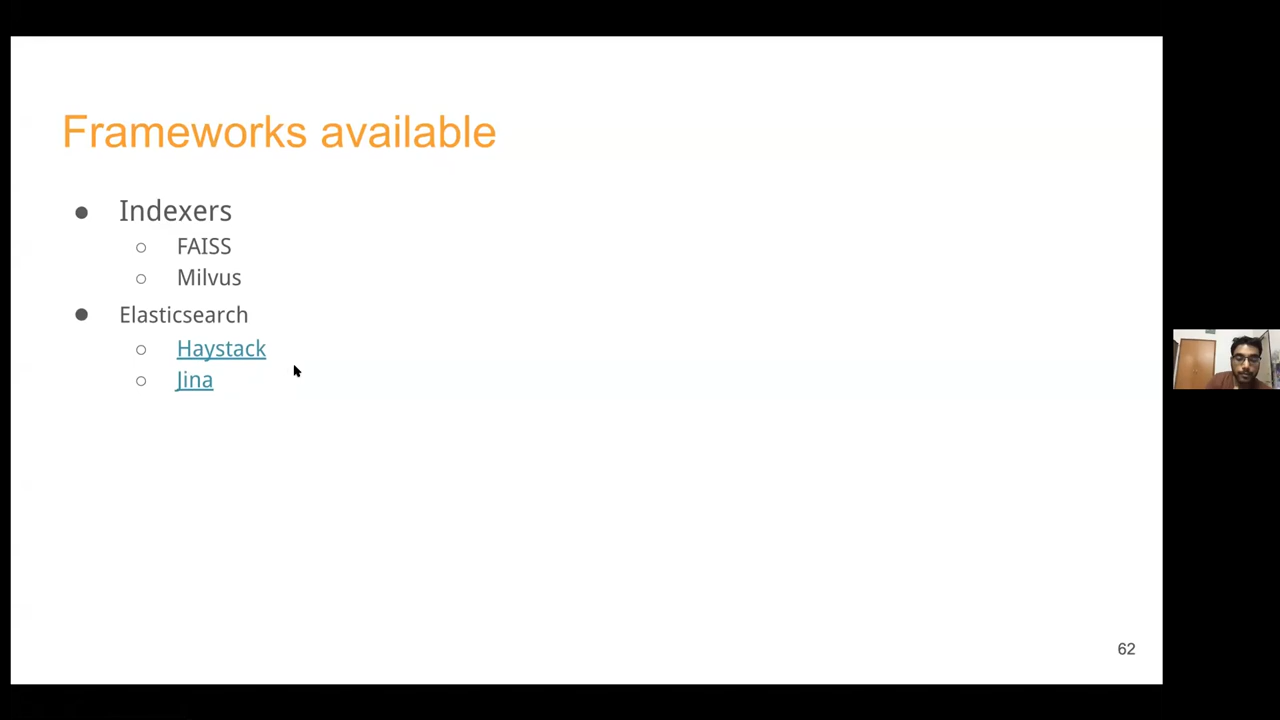 Frameworks available
● Indexers
○ FAISS
○ Milvus
● Elasticsearch
○ Haystack
○ Jina
62